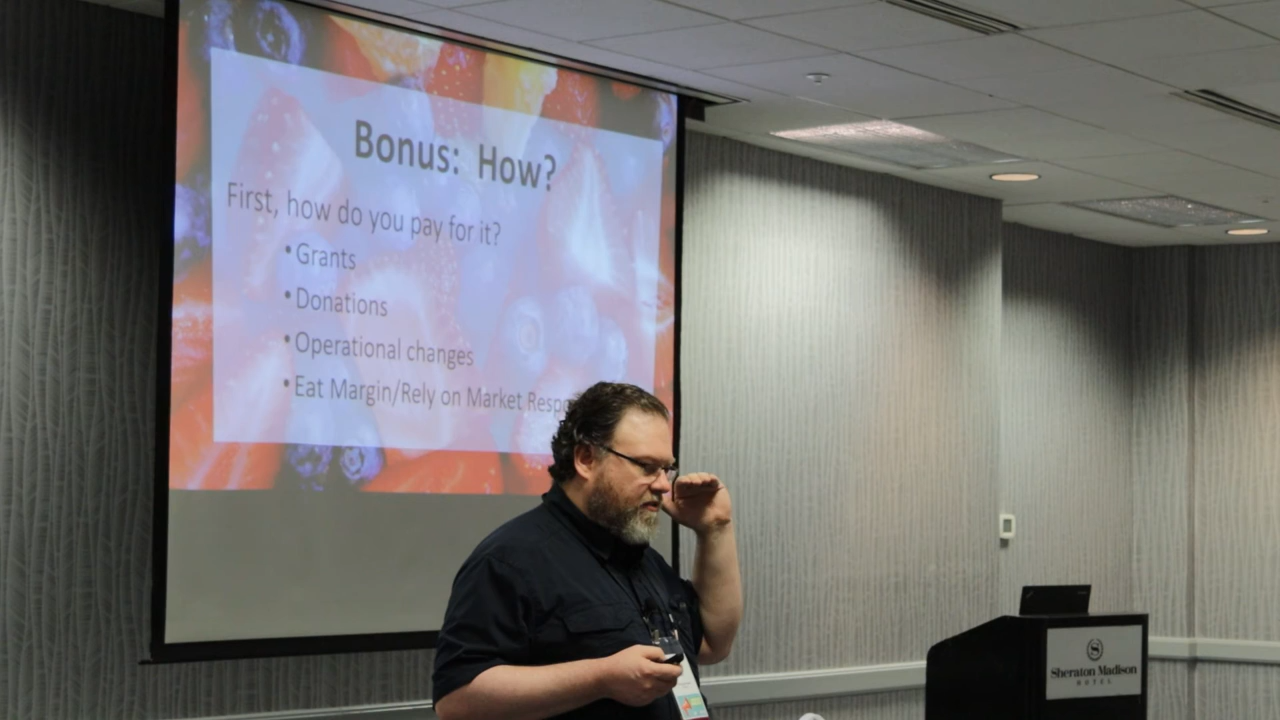 Bonus: How?
First, how do you pay for it?
• Grants
• Donations
• Operational changes
• Eat Margin/Rely on Market
Sheraton Madison
HOTEL